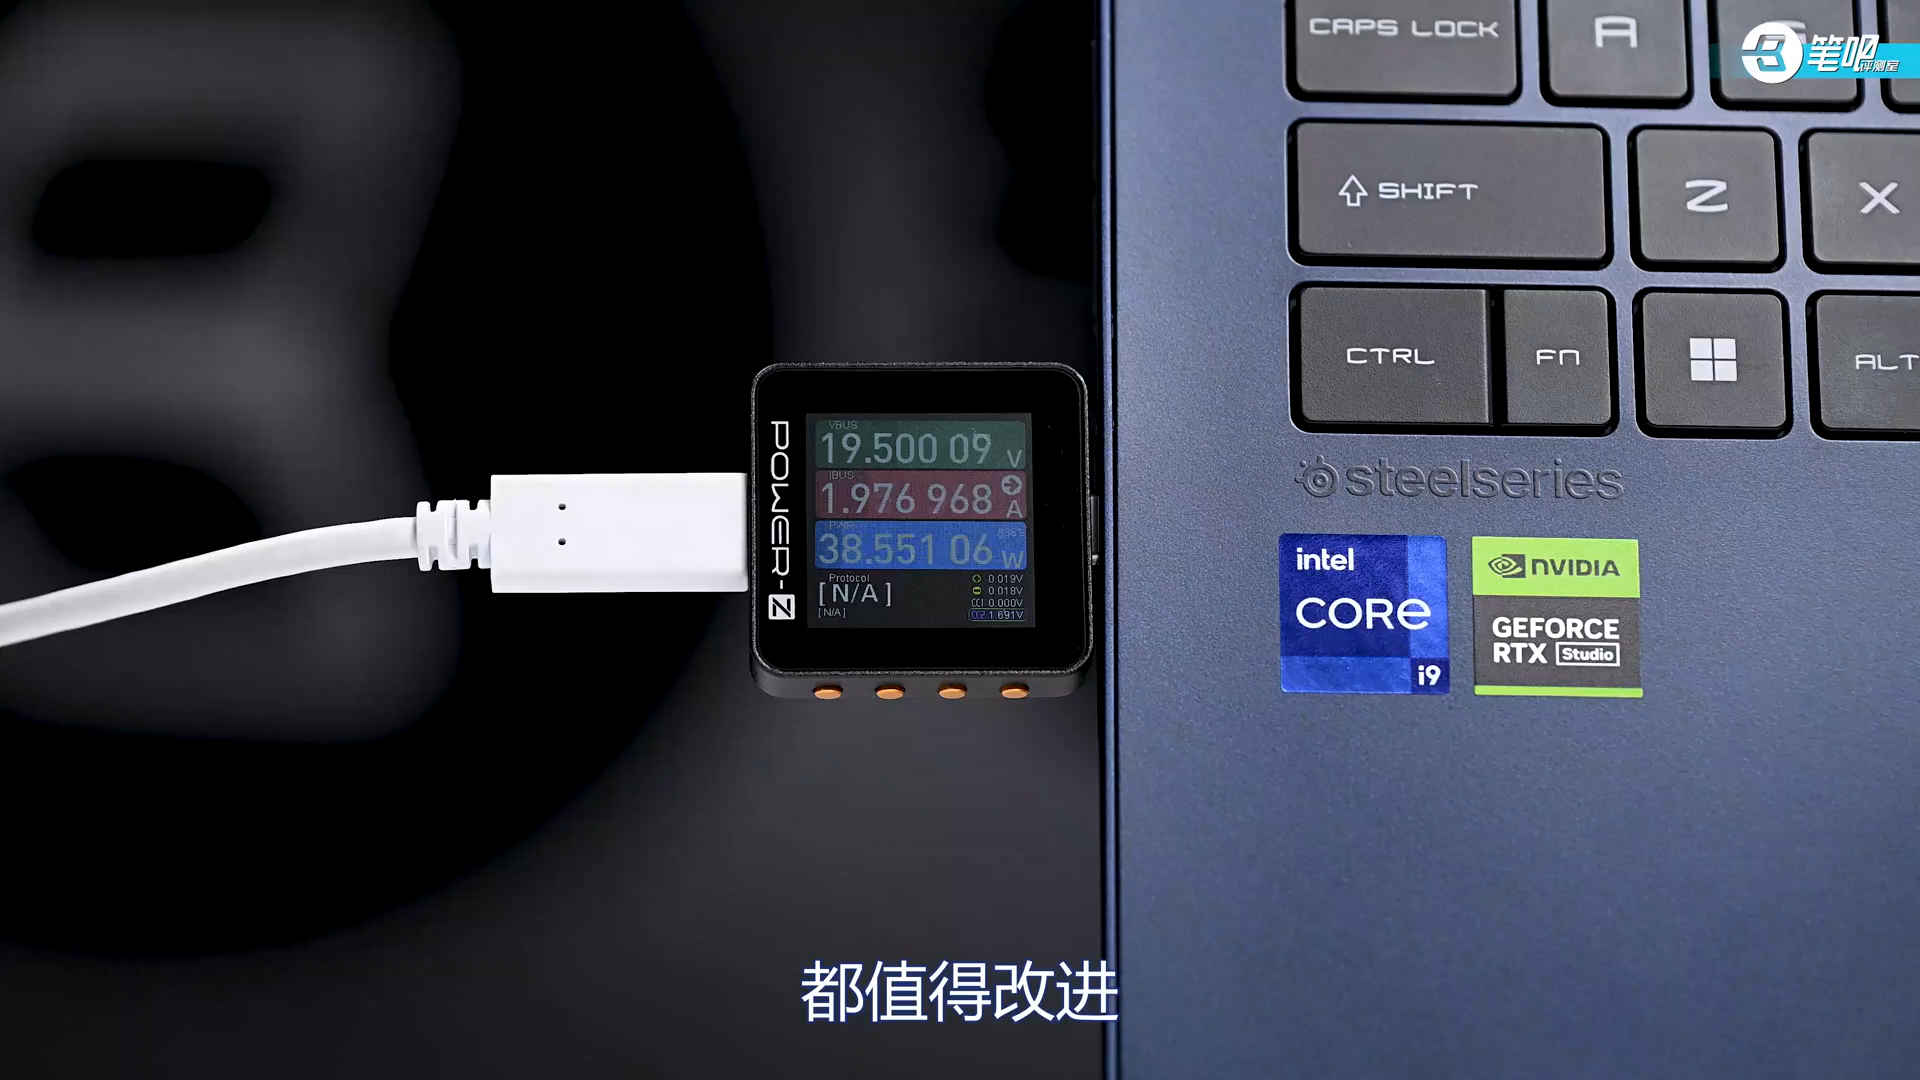 CAPS LOCK
A
笔吧
评测室
SHIFT
Z
X
CTRL
FN
ALT
steelseries
intel
CORE
i9
NVIDIA
GEFORCE
RTX Studio
POWER-Z
VBUS
19.500 09 V
IBUS
1.976 968 A
PWR
38.551 06 W
Protocol
[N/A]
[N/A]
0.019V
0.018V
CC1 0.000V
CC2 1.691V
都值得改进